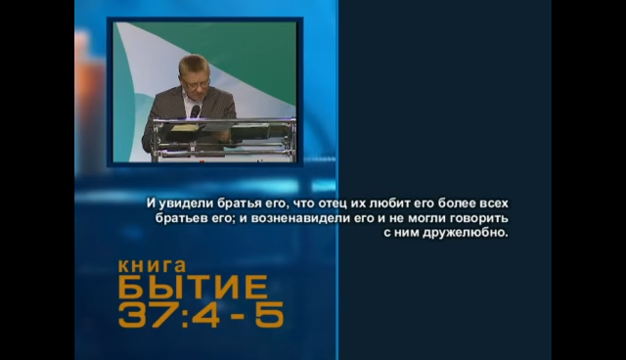 И увидели братья его, что отец их любит его более всех
братьев его; и возненавидели его и не могли говорить
с ним дружелюбно.
книга
БЫТИЕ
37:4 - 5